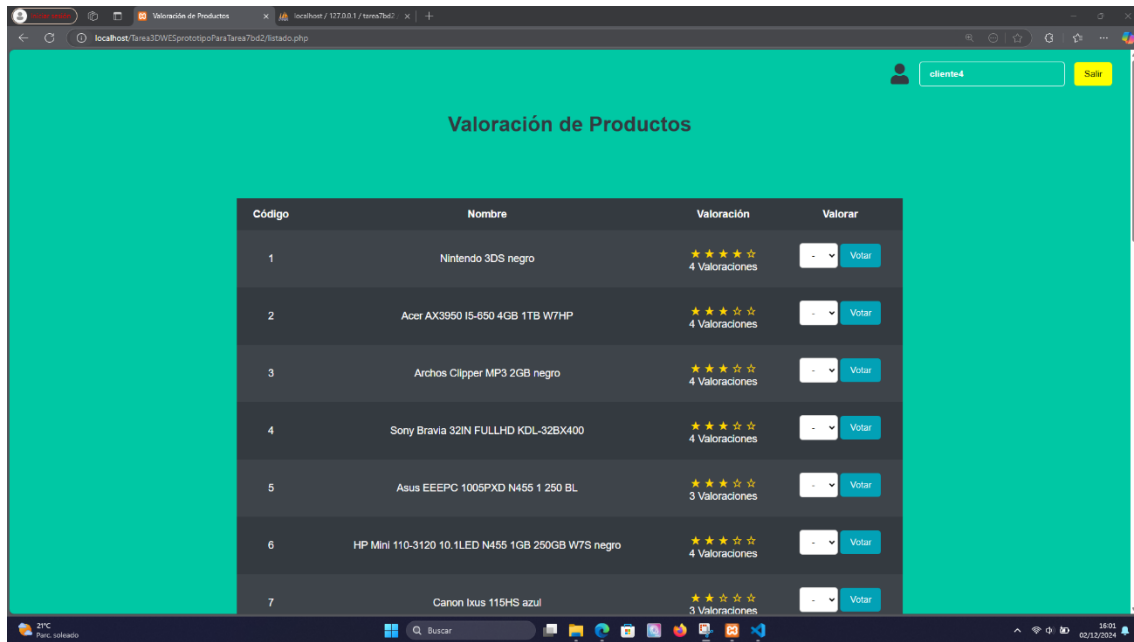 Valoración de Productos
localhost / 127.0.0.1 / tarea7bd2
localhost/Tarea3DWESprototipoParaTarea7bd2/listado.php
cliente4
Salir
Valoración de Productos
Código Nombre Valoración Valorar
1 Nintendo 3DS negro ★★★★☆ - Votar
4 Valoraciones
2 Acer AX3950 I5-650 4GB 1TB W7HP ★★★☆☆ - Votar
4 Valoraciones
3 Archos Clipper MP3 2GB negro ★★★☆☆ - Votar
4 Valoraciones
4 Sony Bravia 32IN FULLHD KDL-32BX400 ★★★☆☆ - Votar
4 Valoraciones
5 Asus EEEPC 1005PXD N455 1 250 BL ★★★☆☆ - Votar
3 Valoraciones
6 HP Mini 110-3120 10.1LED N455 1GB 250GB W7S negro ★★★☆☆ - Votar
4 Valoraciones
7 Canon Ixus 115HS azul ★★☆☆☆ - Votar
3 Valoraciones
21°C
Parc. soleado
Buscar
16:01
02/12/2024